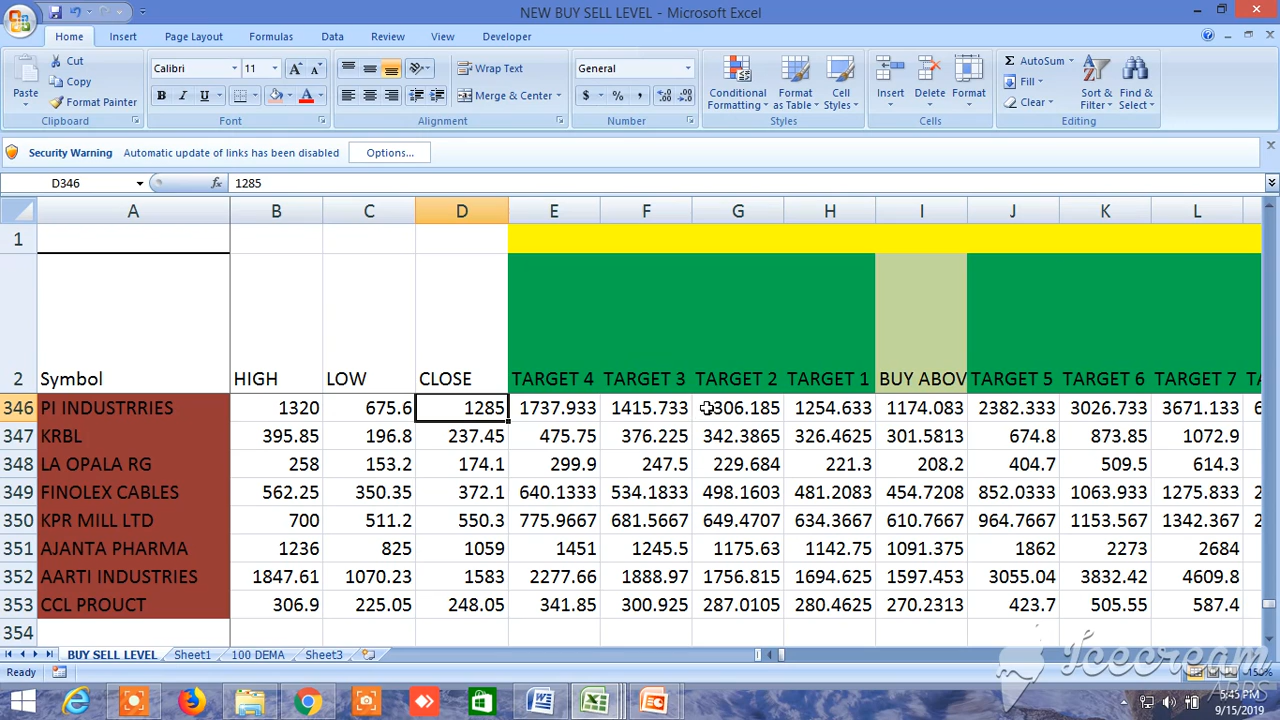 NEW BUY SELL LEVEL - Microsoft Excel
Home Insert Page Layout Formulas Data Review View Developer
Cut
Copy
Format Painter
Paste
Clipboard
Calibri 11
Font
Wrap Text
Merge & Center
Alignment
General
Number
Conditional Formatting
Format as Table
Cell Styles
Styles
Insert Delete Format
Cells
AutoSum
Fill
Clear
Sort & Filter
Find & Select
Editing
Security Warning Automatic update of links has been disabled Options...
D346 fx 1285
A B C D E F G H I J K L
1
2 Symbol HIGH LOW CLOSE TARGET 4 TARGET 3 TARGET 2 TARGET 1 BUY ABOV TARGET 5 TARGET 6 TARGET 7
346 PI INDUSTRRIES 1320 675.6 1285 1737.933 1415.733 306.185 1254.633 1174.083 2382.333 3026.733 3671.133
347 KRBL 395.85 196.8 237.45 475.75 376.225 342.3865 326.4625 301.5813 674.8 873.85 1072.9
348 LA OPALA RG 258 153.2 174.1 299.9 247.5 229.684 221.3 208.2 404.7 509.5 614.3
349 FINOLEX CABLES 562.25 350.35 372.1 640.1333 534.1833 498.1603 481.2083 454.7208 852.0333 1063.933 1275.833
350 KPR MILL LTD 700 511.2 550.3 775.9667 681.5667 649.4707 634.3667 610.7667 964.7667 1153.567 1342.367
351 AJANTA PHARMA 1236 825 1059 1451 1245.5 1175.63 1142.75 1091.375 1862 2273 2684
352 AARTI INDUSTRIES 1847.61 1070.23 1583 2277.66 1888.97 1756.815 1694.625 1597.453 3055.04 3832.42 4609.8
353 CCL PROUCT 306.9 225.05 248.05 341.85 300.925 287.0105 280.4625 270.2313 423.7 505.55 587.4
354
BUY SELL LEVEL Sheet1 100 DEMA Sheet3
Icecream
APPS
Ready 150%
5:45 PM
9/15/2019